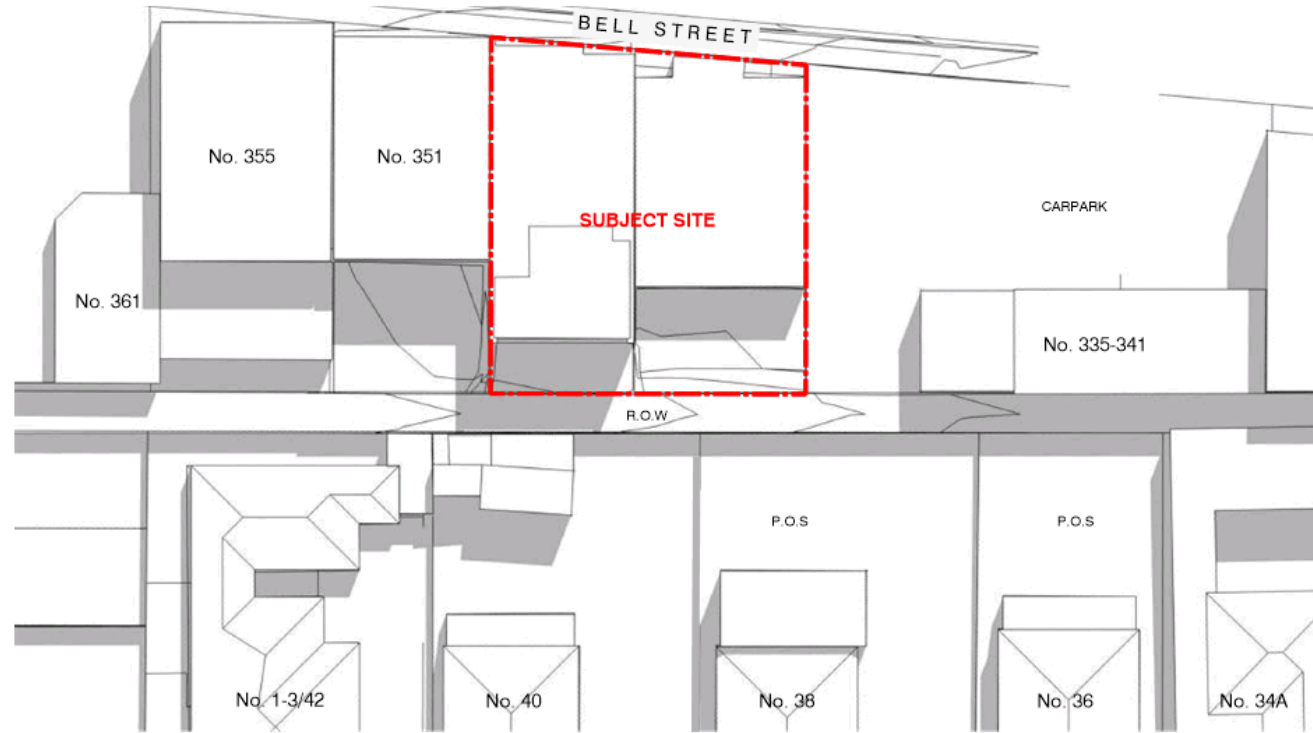 BELL STREET
No. 355
No. 351
CARPARK
SUBJECT SITE
No. 361
No. 335-341
R.O.W
P.O.S
P.O.S
No. 1-3/42
No. 40
No. 38
No. 36
No. 34A